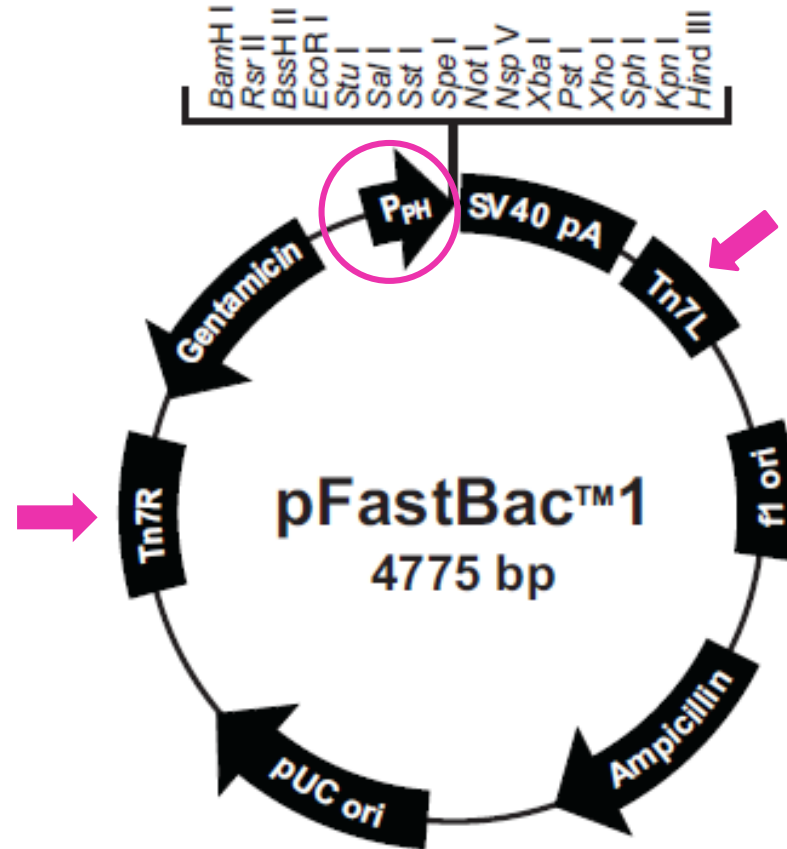 BamH I
Rsr II
BssH II
EcoR I
Stu I
Sal I
Sst I
Spe I
Not I
Nsp V
Xba I
Pst I
Xho I
Sph I
Kpn I
Hind III
PPH
SV40 pA
Tn7L
f1 ori
Ampicillin
pUC ori
Tn7R
Gentamicin
pFastBac™1
4775 bp